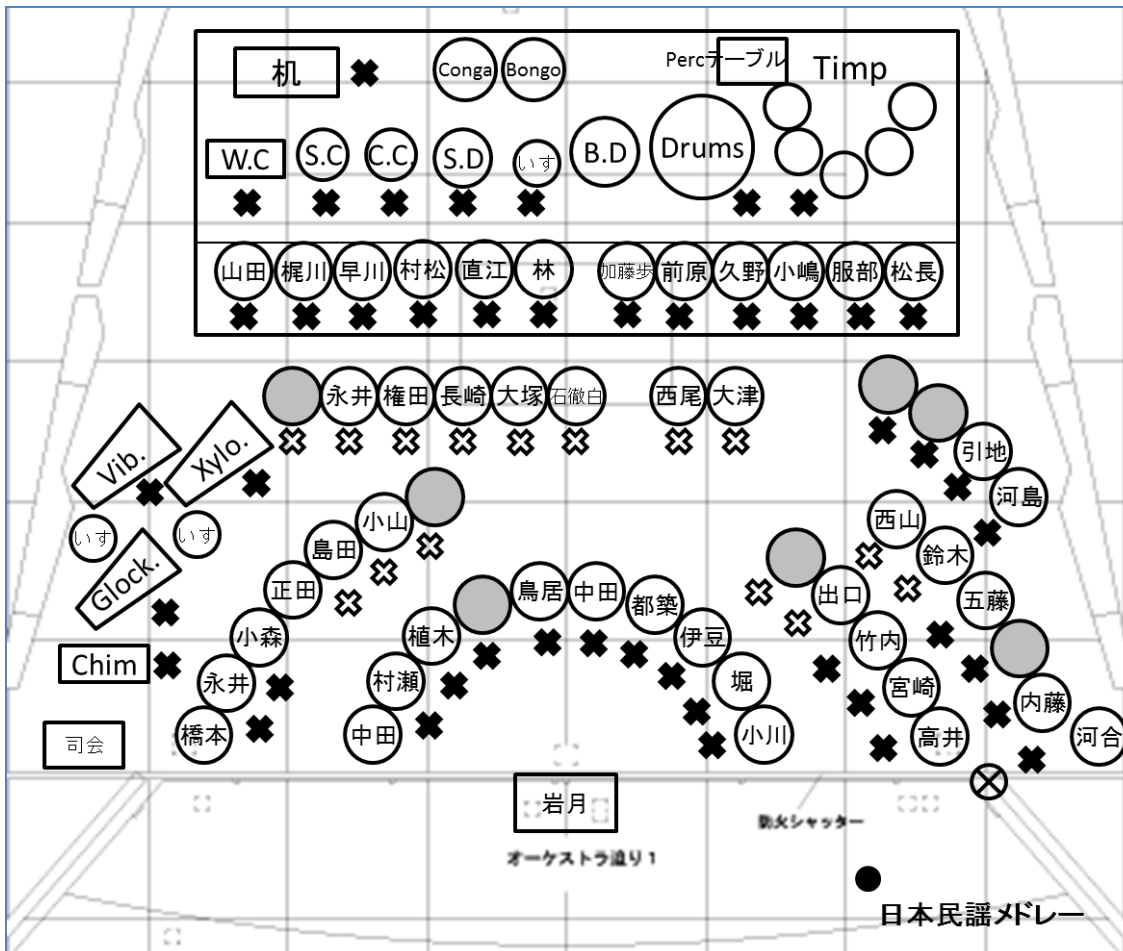 机
Conga
Bongo
Percテーブル
Timp
W.C
S.C
C.C.
S.D
いす
B.D
Drums
山田
梶川
早川
村松
直江
林
加藤歩
前原
久野
小嶋
服部
松長
永井
権田
長崎
大塚
石徹白
西尾
大津
引地
河島
Vib.
Xylo.
いす
いす
Glock.
Chim
司会
小山
島田
正田
小森
永井
橋本
鳥居
中田
都築
植木
伊豆
村瀬
堀
中田
小川
西山
鈴木
出口
五藤
竹内
宮崎
内藤
高井
河合
岩月
防火シャッター
オーケストラ迫り1
日本民謡メドレー